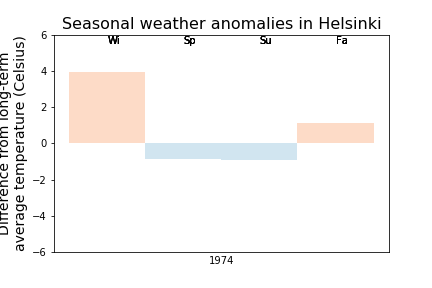 Seasonal weather anomalies in Helsinki
Difference from long-term
average temperature (Celsius)
6
4
2
0
−2
−4
−6
Wi Sp Su Fa
1974